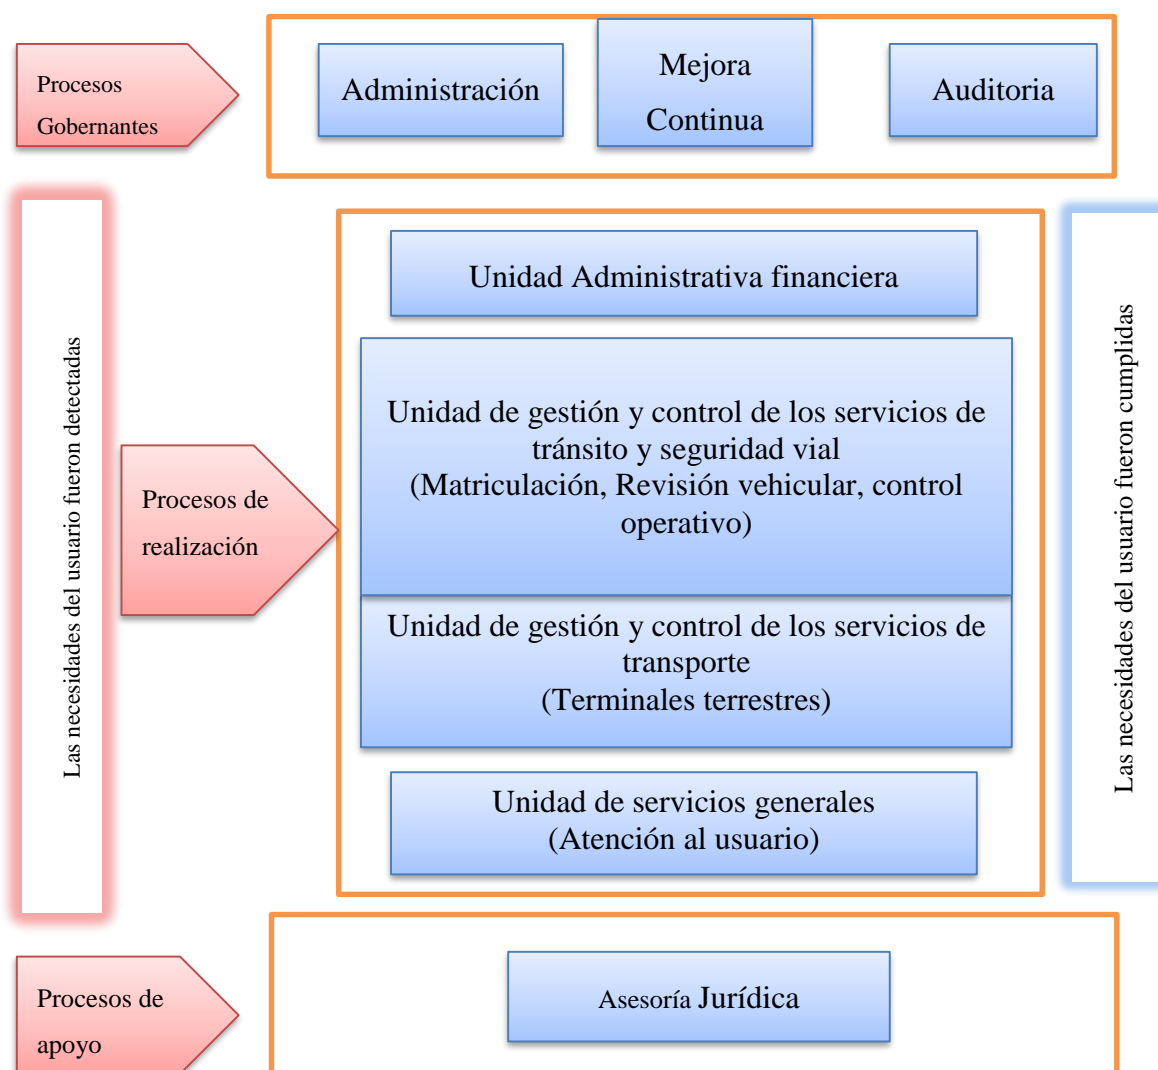 Procesos
Gobernantes
Administración
Mejora
Continua
Auditoria
Las necesidades del usuario fueron detectadas
Procesos de
realización
Unidad Administrativa financiera
Unidad de gestión y control de los servicios de
tránsito y seguridad vial
(Matriculación, Revisión vehicular, control
operativo)
Unidad de gestión y control de los servicios de
transporte
(Terminales terrestres)
Unidad de servicios generales
(Atención al usuario)
Las necesidades del usuario fueron cumplidas
Procesos de
apoyo
Asesoría Jurídica